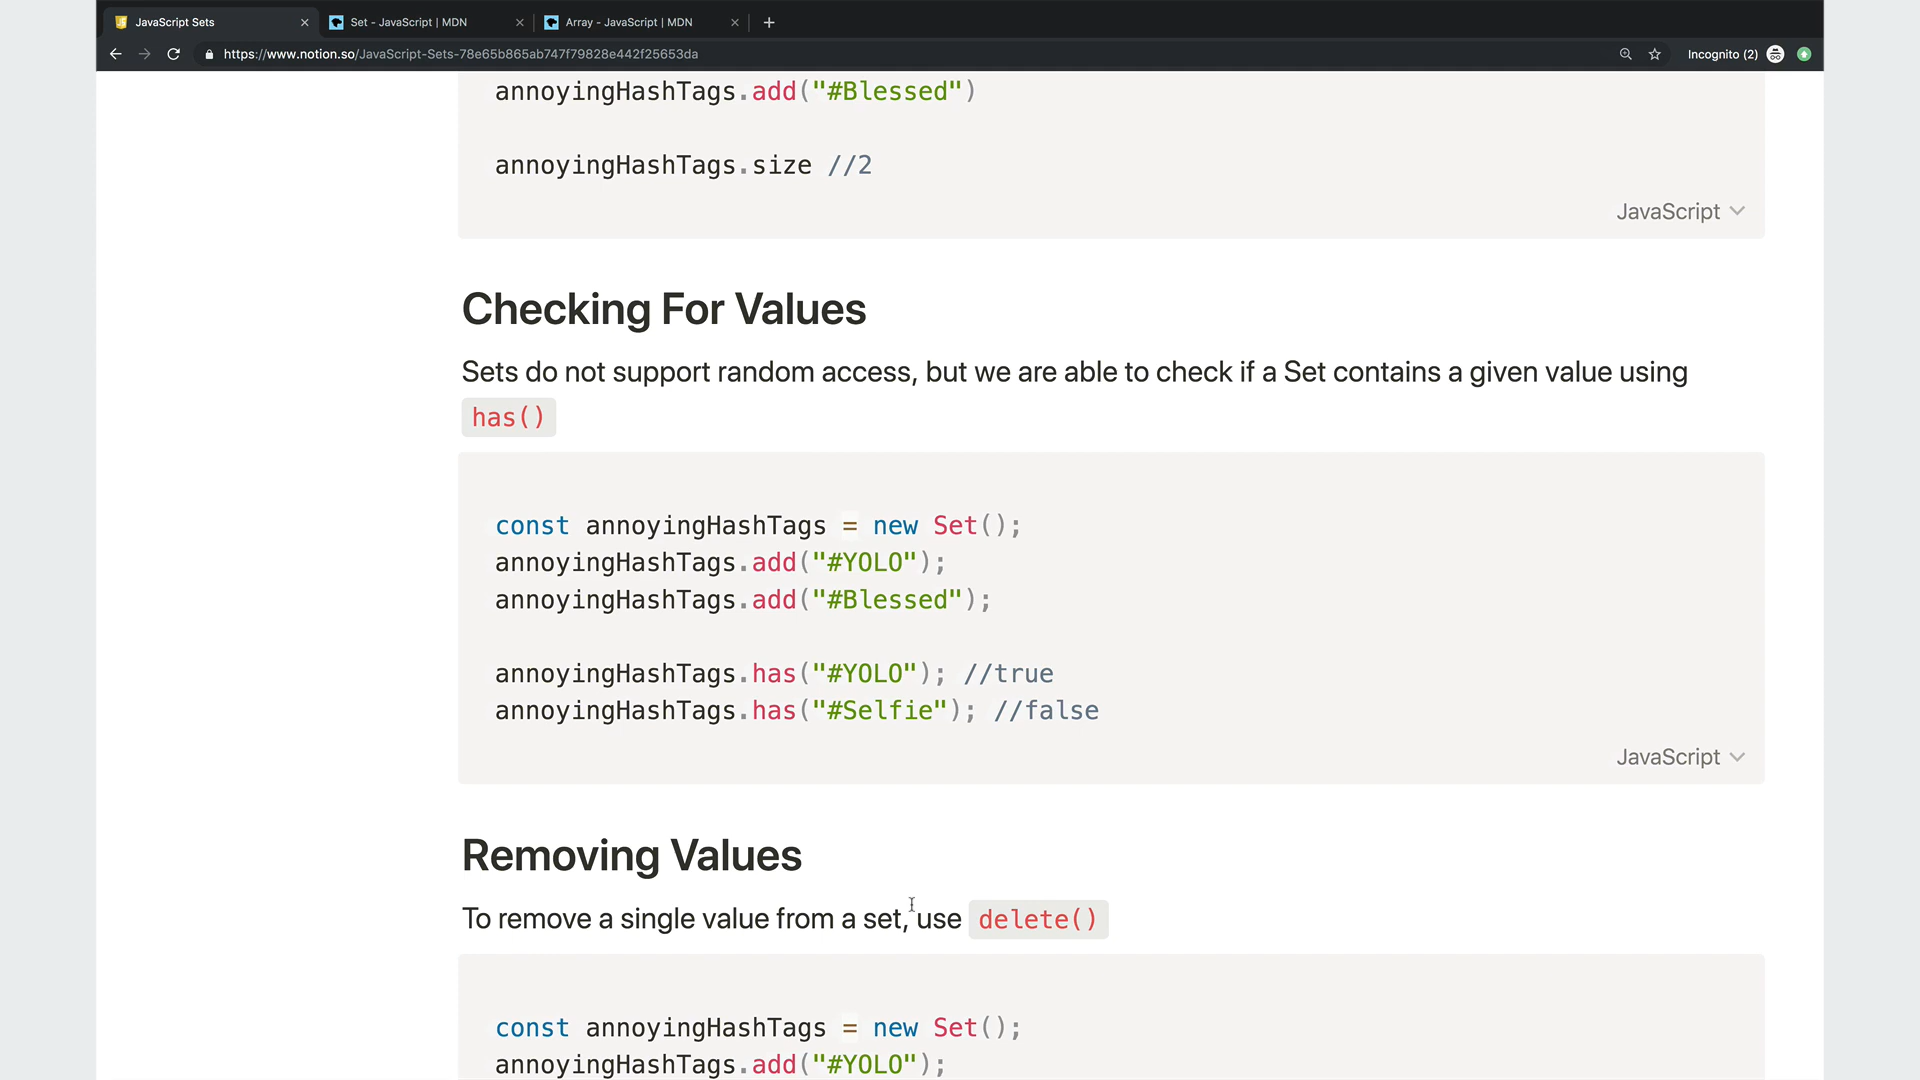 JavaScript Sets
Set - JavaScript | MDN
Array - JavaScript | MDN
https://www.notion.so/JavaScript-Sets-78e65b865ab747f79828e442f25653da
Incognito (2)
annoyingHashTags.add("#Blessed")
annoyingHashTags.size //2
JavaScript
Checking For Values
Sets do not support random access, but we are able to check if a Set contains a given value using
has()
const annoyingHashTags = new Set();
annoyingHashTags.add("#YOLO");
annoyingHashTags.add("#Blessed");
annoyingHashTags.has("#YOLO"); //true
annoyingHashTags.has("#Selfie"); //false
JavaScript
Removing Values
To remove a single value from a set, use delete()
const annoyingHashTags = new Set();
annoyingHashTags.add("#YOLO");